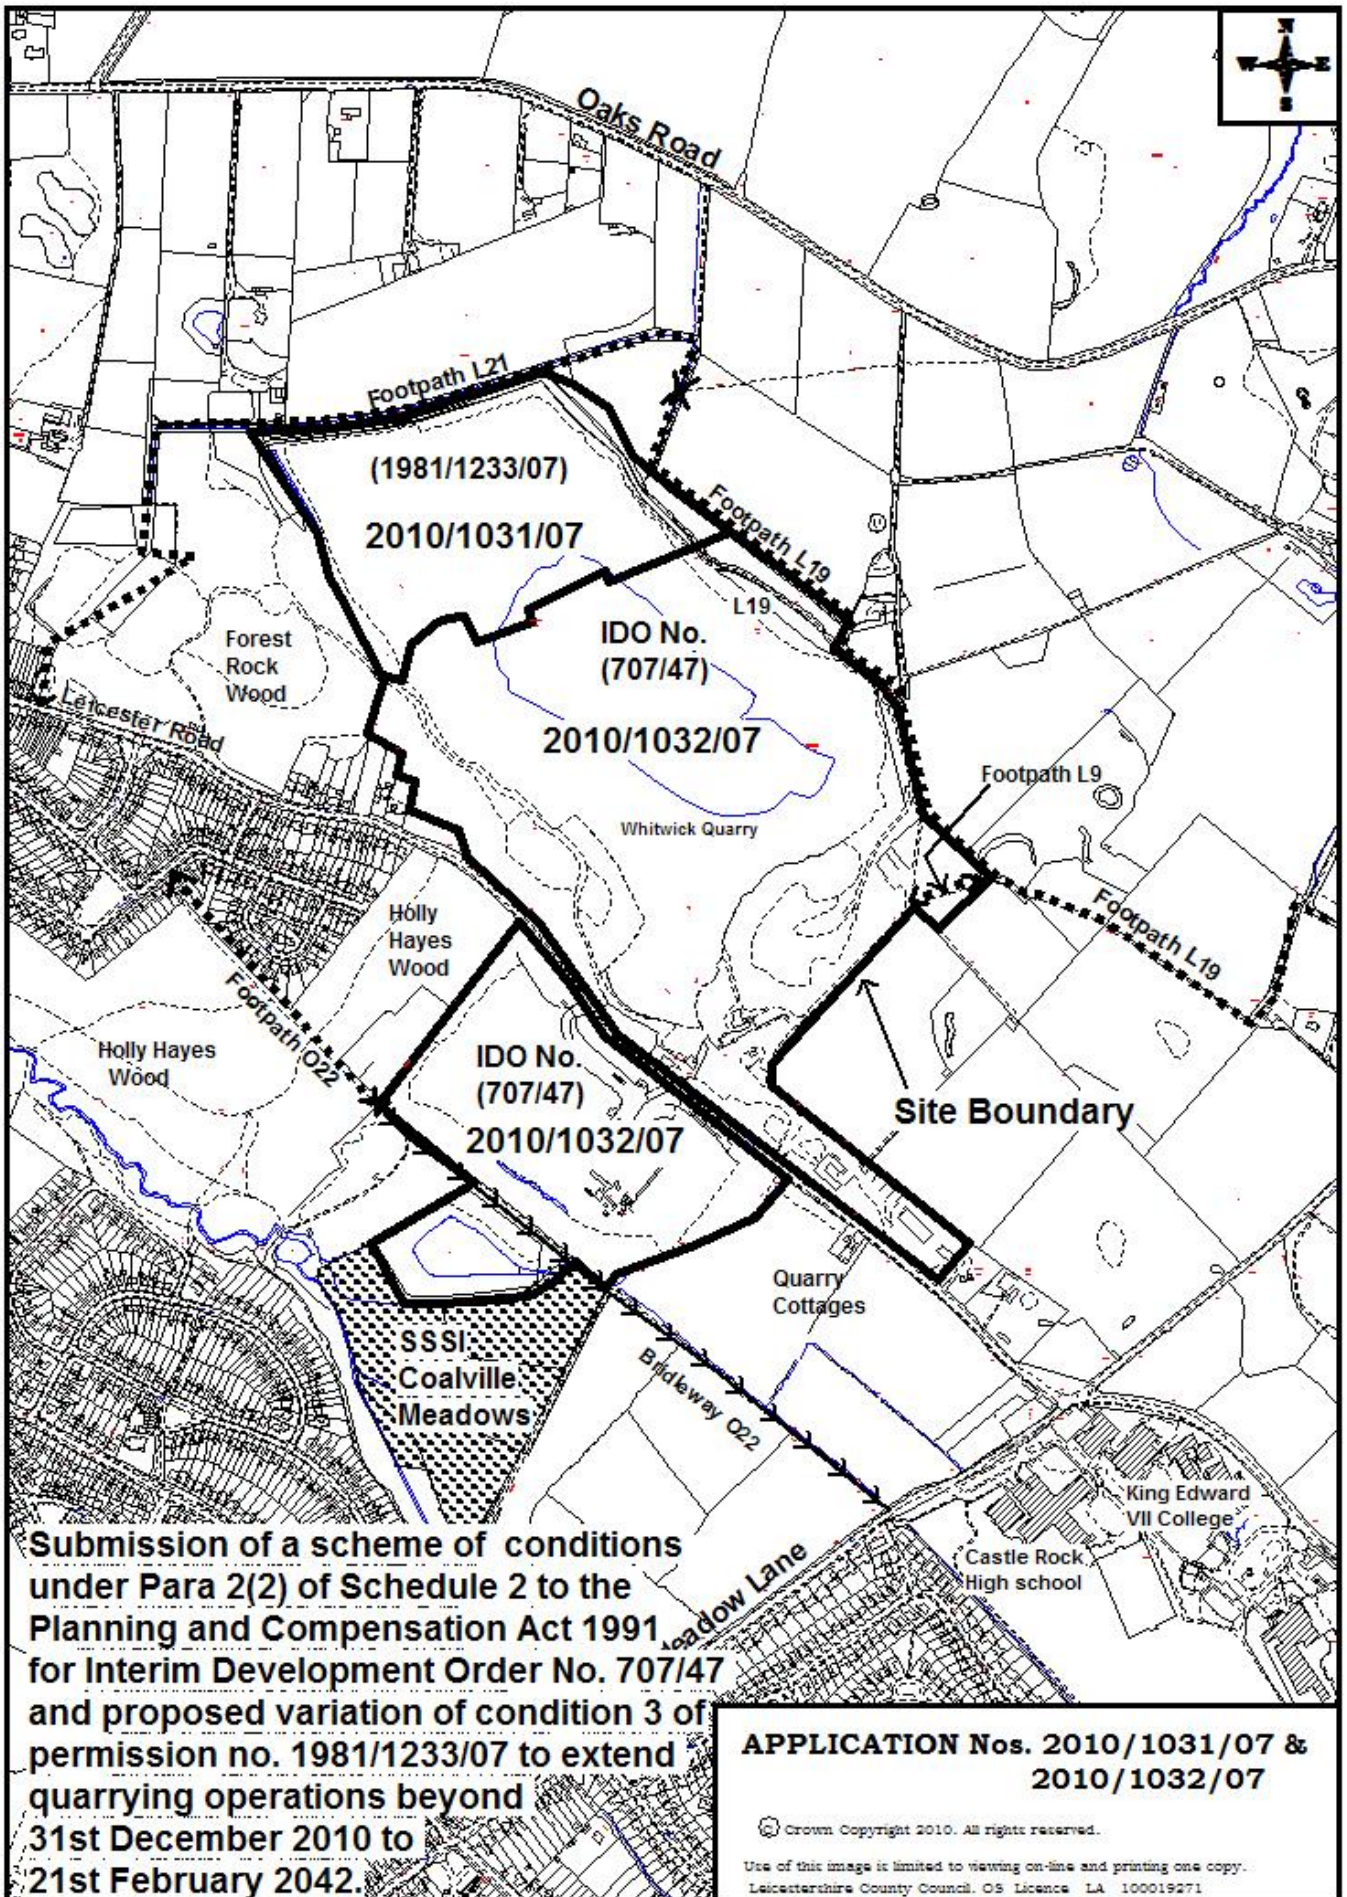 N
W E
S
Oaks Road
Footpath L21
(1981/1233/07)
2010/1031/07
Footpath L19
L19
IDO No.
(707/47)
2010/1032/07
Forest
Rock
Wood
Leicester Road
Whitwick Quarry
Footpath L9
Footpath L19
Holly
Hayes
Wood
Footpath O22
Holly Hayes
Wood
IDO No.
(707/47)
2010/1032/07
Site Boundary
Quarry
Cottages
SSSI
Coalville
Meadows
Bridleway O22
King Edward
VII College
Castle Rock
High school
eadow Lane
Submission of a scheme of conditions
under Para 2(2) of Schedule 2 to the
Planning and Compensation Act 1991
for Interim Development Order No. 707/47
and proposed variation of condition 3 of
permission no. 1981/1233/07 to extend
quarrying operations beyond
31st December 2010 to
21st February 2042.
APPLICATION Nos. 2010/1031/07 &
2010/1032/07
© Crown Copyright 2010. All rights reserved.
Use of this image is limited to viewing on-line and printing one copy.
Leicestershire County Council. OS Licence LA 100019271